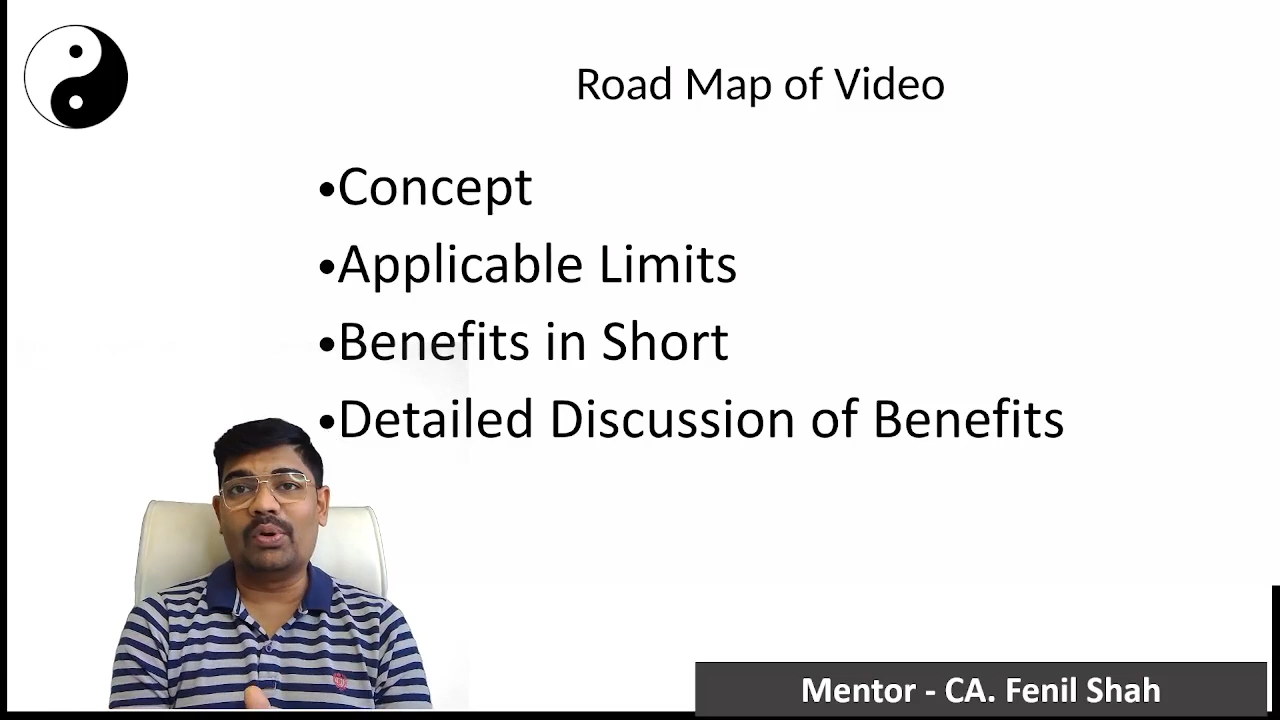 Road Map of Video
•Concept
•Applicable Limits
•Benefits in Short
•Detailed Discussion of Benefits
Mentor - CA. Fenil Shah